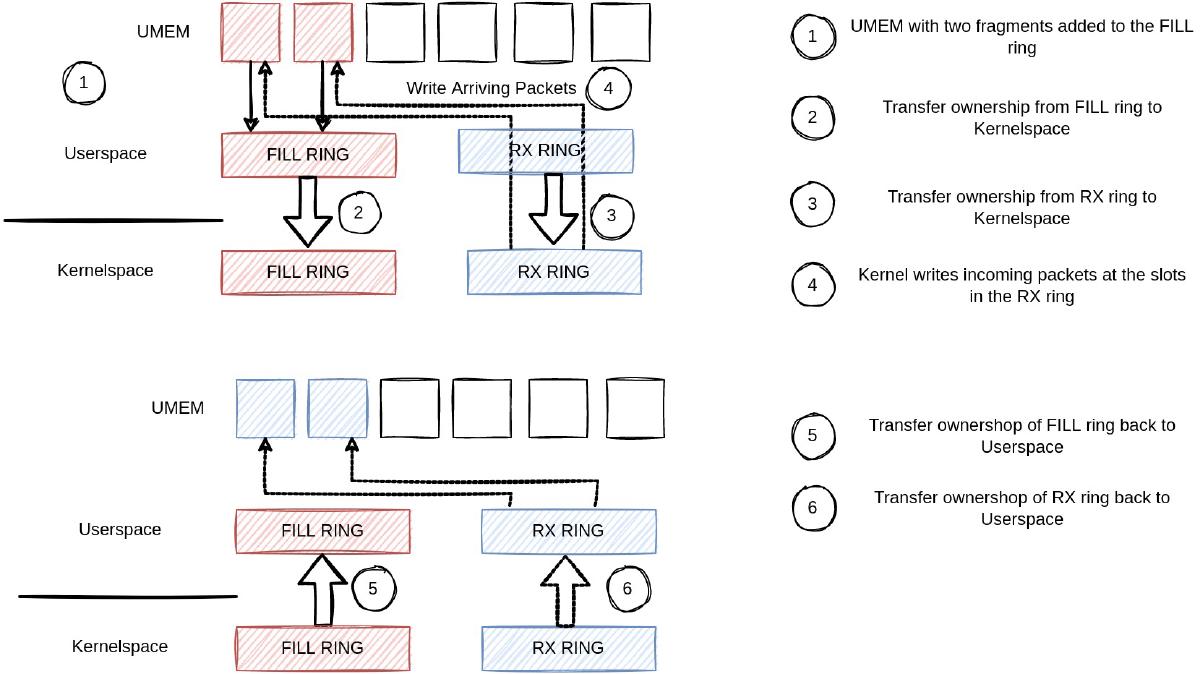 UMEM
1
Write Arriving Packets
4
Userspace
FILL RING
RX RING
2
3
Kernelspace
FILL RING
RX RING
1
UMEM with two fragments added to the FILL
ring
2
Transfer ownership from FILL ring to
Kernelspace
3
Transfer ownership from RX ring to
Kernelspace
4
Kernel writes incoming packets at the slots
in the RX ring
UMEM
Userspace
FILL RING
RX RING
5
6
Kernelspace
FILL RING
RX RING
5
Transfer ownershop of FILL ring back to
Userspace
6
Transfer ownershop of RX ring back to
Userspace